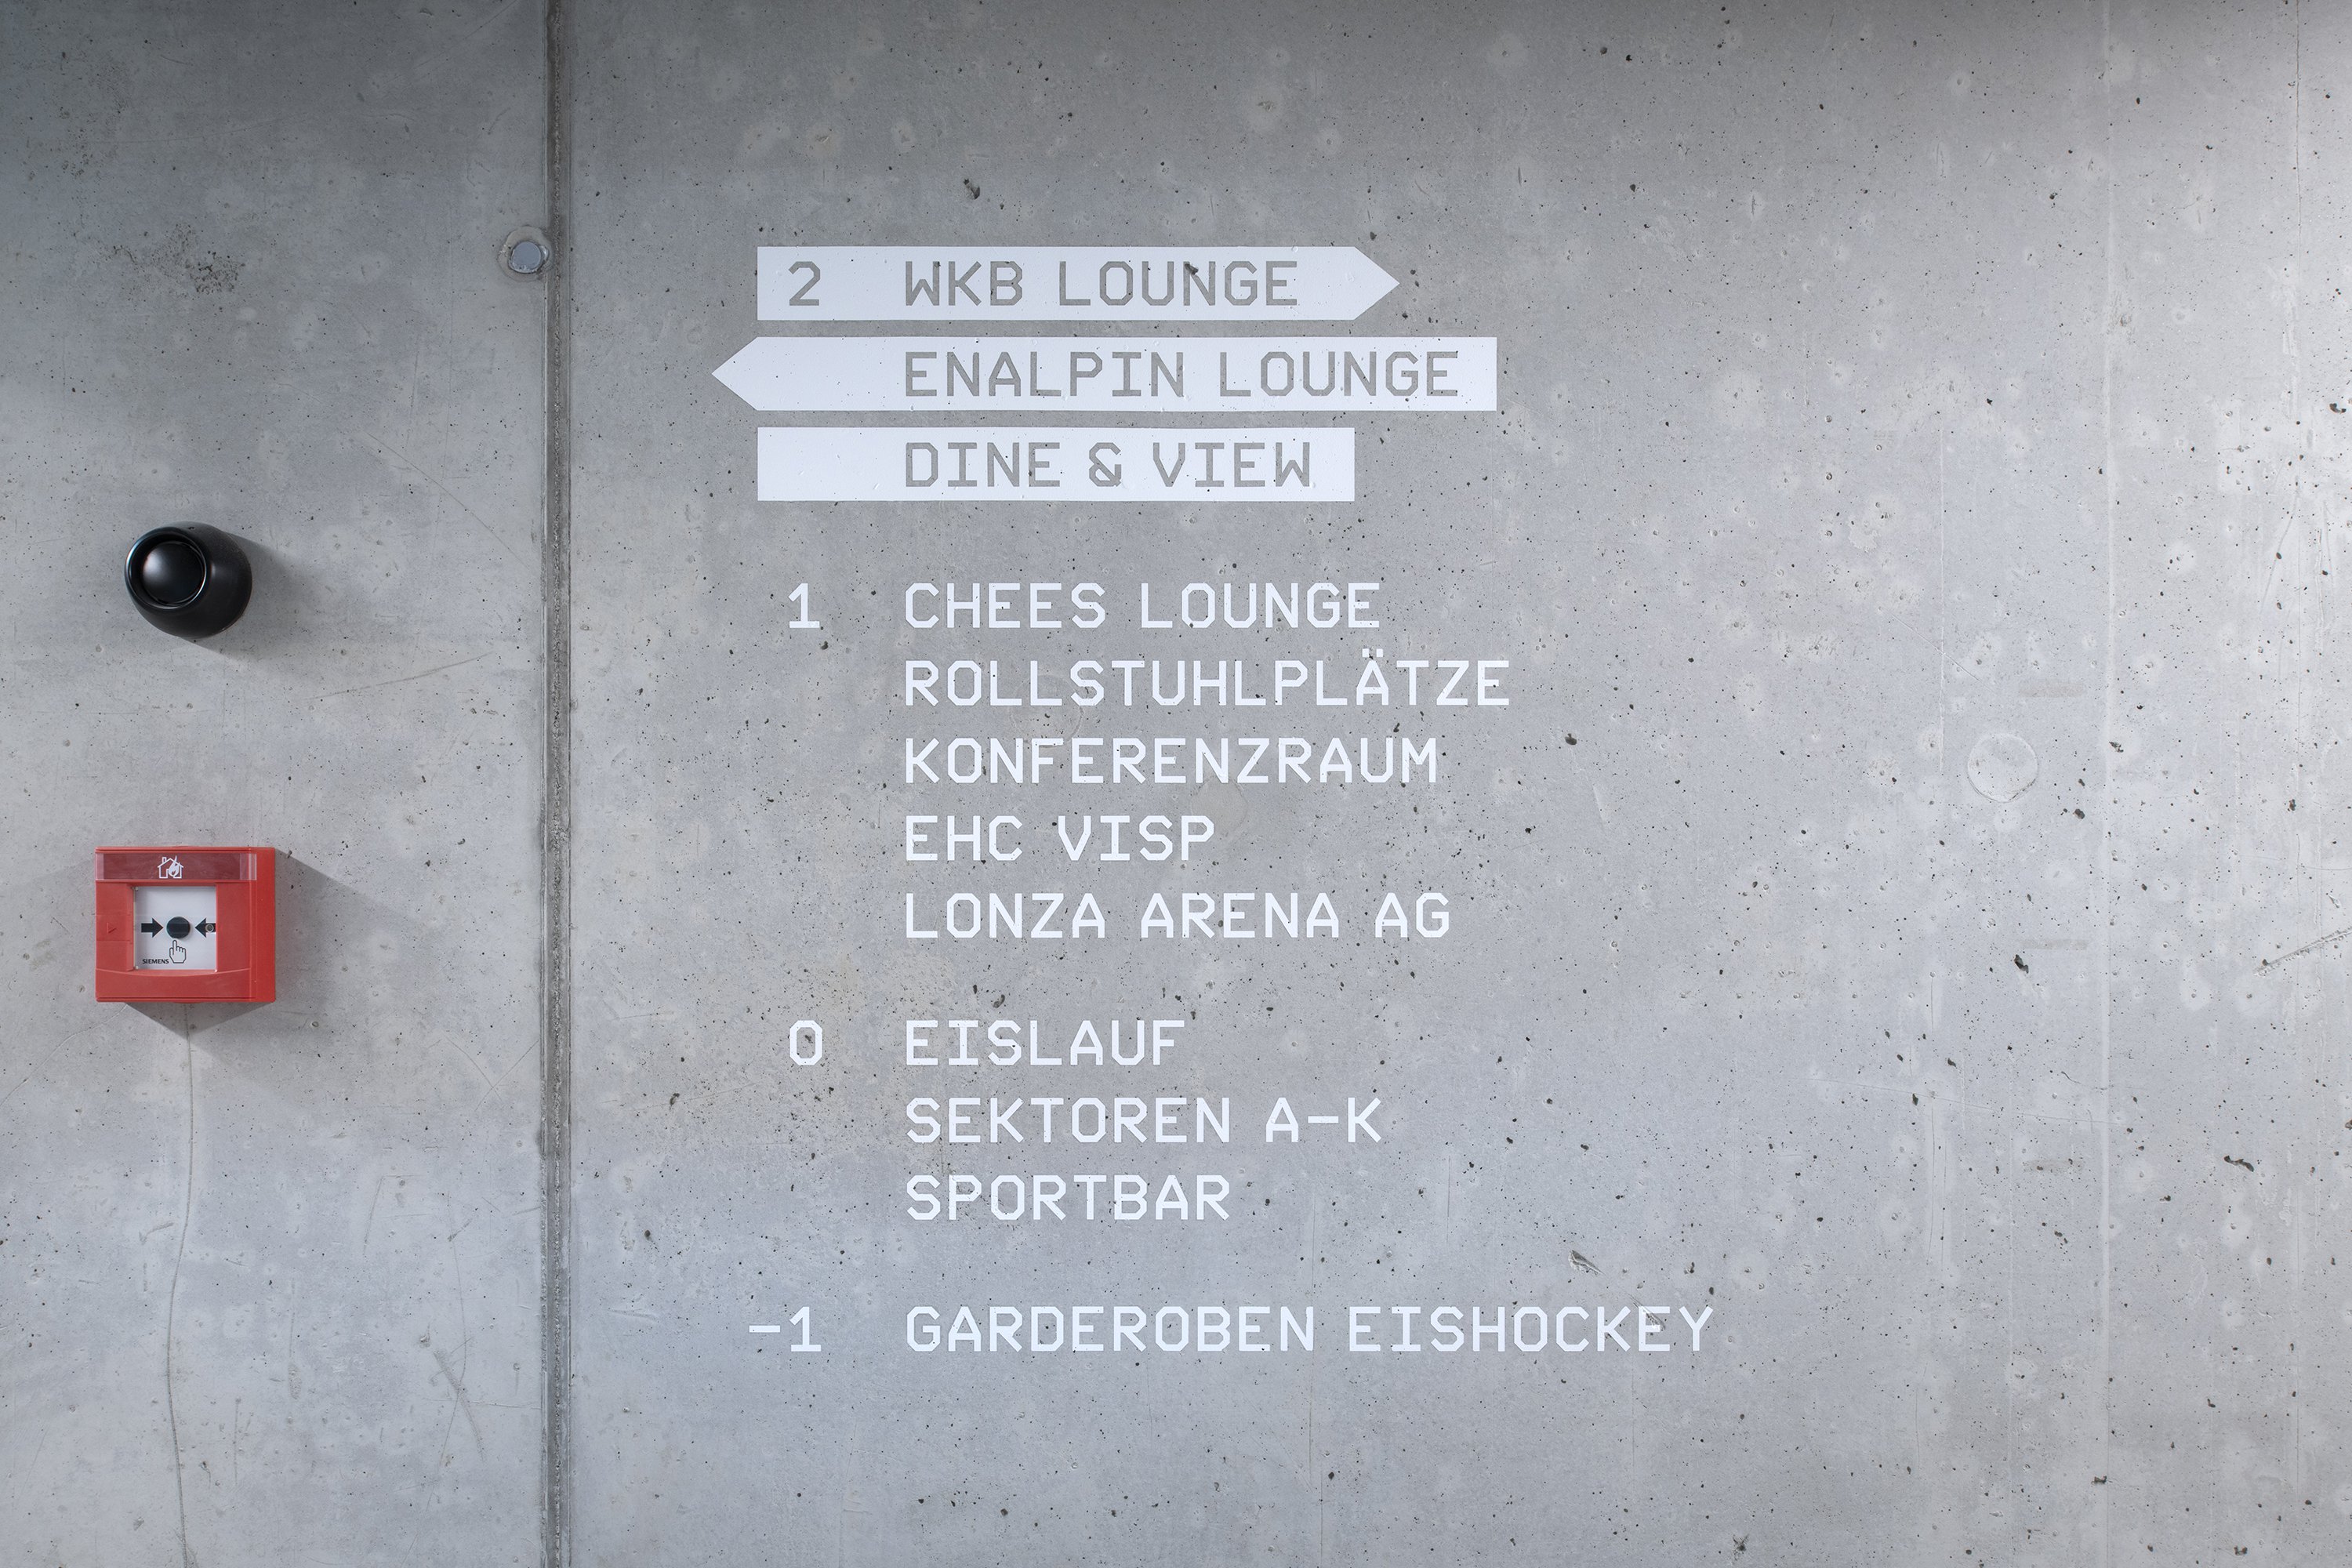 2 WKB LOUNGE
ENALPIN LOUNGE
DINE & VIEW
1 CHEES LOUNGE
ROLLSTUHLPLÄTZE
KONFERENZRAUM
EHC VISP
LONZA ARENA AG
0 EISLAUF
SEKTOREN A-K
SPORTBAR
-1 GARDEROBEN EISHOCKEY
SIEMENS